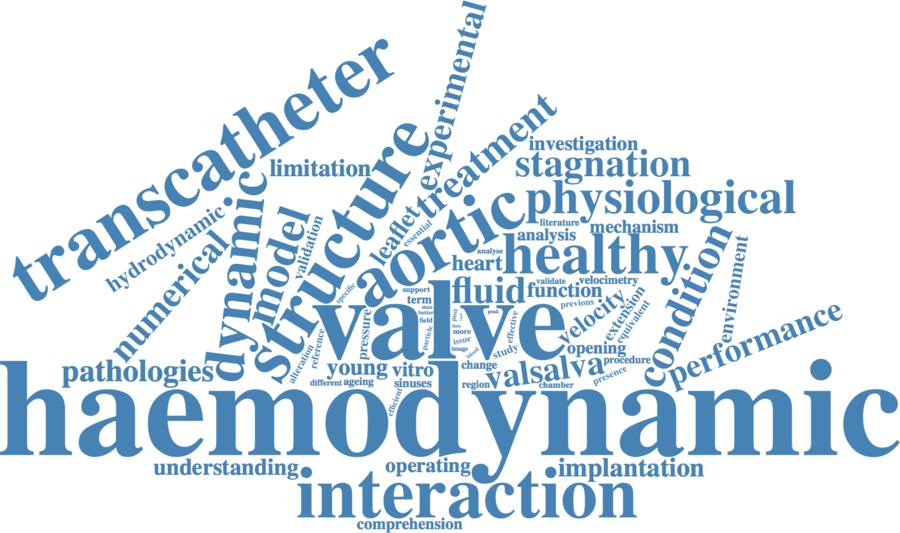 experimental
transcatheter
treatment
structure
investigation
limitation
stagnation
dynamic
aortic
physiological
hydrodynamic
model
validation
leaflet
essential
literature
mechanism
analysis
numerical
condition
healthy
analyse
heart
environment
specific
support
fluid
validate
velocimetry
function
term
valve
previous
extension
velocity
equivalent
performance
pressure
reference
alteration
field
better
particle
more
issue
image
blood
peak
data
effective
study
change
opening
procedure
pathologies
young
vitro
valsalva
presence
different
ageing
sinuses
region
chamber
efficient
haemodynamic
understanding
operating
implantation
interaction
comprehension